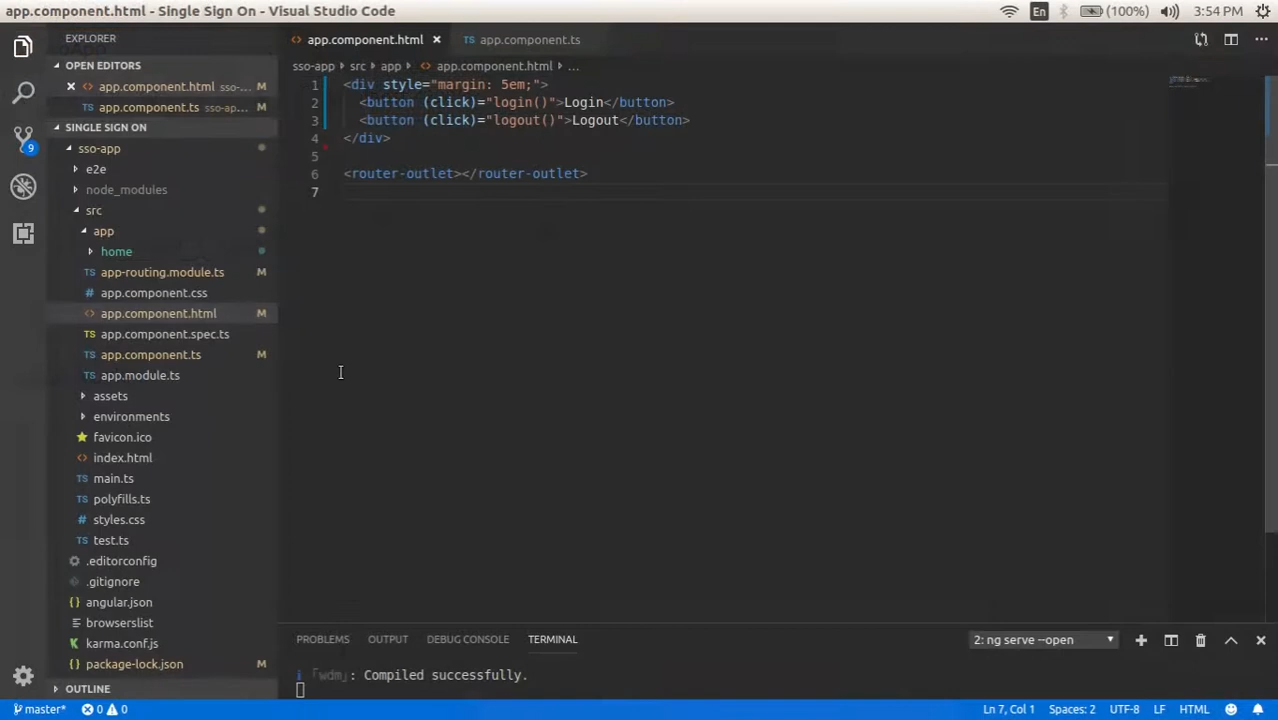 app.component.html - Single Sign On - Visual Studio Code
En
(100%)
3:54 PM
EXPLORER
app.component.html
app.component.ts
OPEN EDITORS
app.component.html sso-...
app.component.ts sso-ap...
sso-app
src
app
app.component.html
...
SINGLE SIGN ON
sso-app
e2e
node_modules
src
app
home
app-routing.module.ts M
app.component.css
app.component.html M
app.component.spec.ts
app.component.ts M
app.module.ts
assets
environments
favicon.ico
index.html
main.ts
polyfills.ts
styles.css
test.ts
.editorconfig
.gitignore
angular.json
browserslist
karma.conf.js
package-lock.json M
OUTLINE
9
1 <div style="margin: 5em;">
2 <button (click)="login()">Login</button>
3 <button (click)="logout()">Logout</button>
4 </div>
5
6 <router-outlet></router-outlet>
7
PROBLEMS
OUTPUT
DEBUG CONSOLE
TERMINAL
2: ng serve --open
i 「wdm」: Compiled successfully.
master*
0
0
Ln 7, Col 1
Spaces: 2
UTF-8
LF
HTML